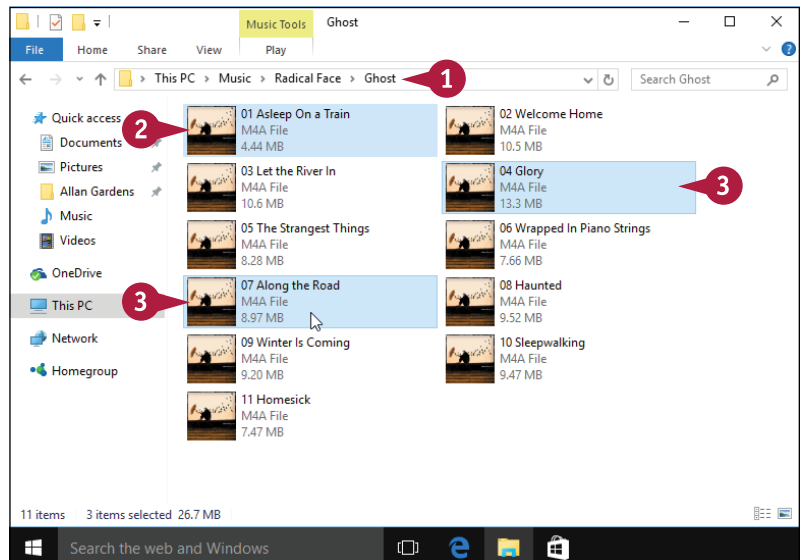 Music Tools Ghost
File Home Share View Play
This PC > Music > Radical Face > Ghost 1 Search Ghost
Quick access
Documents
Pictures
Allan Gardens
Music
Videos
OneDrive
This PC
Network
Homegroup
2 01 Asleep On a Train
M4A File
4.44 MB
02 Welcome Home
M4A File
10.5 MB
03 Let the River In
M4A File
10.6 MB
04 Glory
M4A File 3
13.3 MB
05 The Strangest Things
M4A File
8.28 MB
06 Wrapped In Piano Strings
M4A File
7.66 MB
07 Along the Road
3 M4A File
8.97 MB
08 Haunted
M4A File
9.52 MB
09 Winter Is Coming
M4A File
9.20 MB
10 Sleepwalking
M4A File
9.47 MB
11 Homesick
M4A File
7.47 MB
11 items 3 items selected 26.7 MB
Search the web and Windows